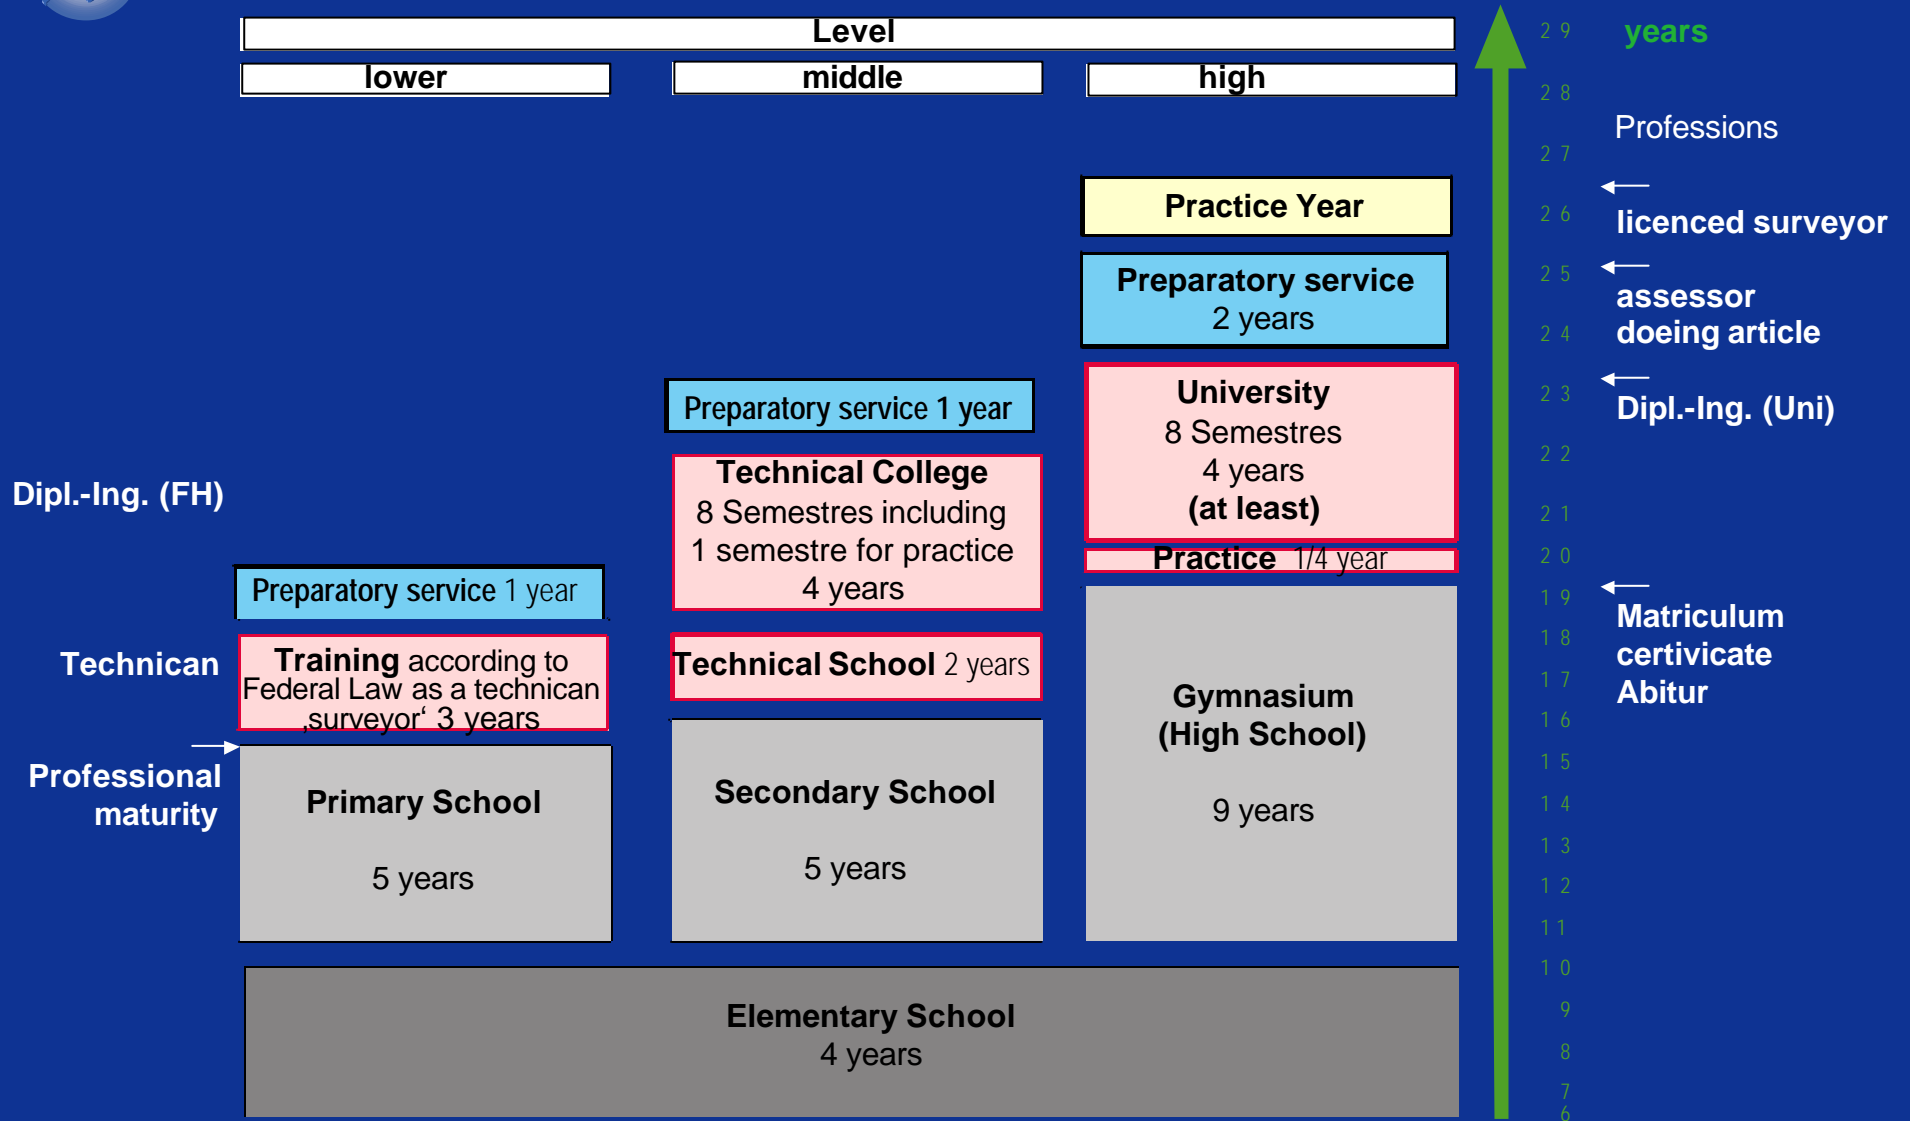 Level
lower
middle
high
29
years
28
Professions
27
Practice Year
26
licenced surveyor
Preparatory service
2 years
25
assessor
doeing article
24
Preparatory service 1 year
University
8 Semestres
4 years
(at least)
23
Dipl.-Ing. (Uni)
22
Dipl.-Ing. (FH)
Technical College
8 Semestres including
1 semestre for practice
4 years
21
Practice 1/4 year
20
Preparatory service 1 year
19
Matriculum
certivicate
Abitur
18
Technican
Training according to
Federal Law as a technican
‚surveyor‘ 3 years
Technical School 2 years
17
Gymnasium
(High School)
9 years
16
Professional
maturity
15
Primary School
5 years
Secondary School
5 years
14
13
12
11
10
Elementary School
4 years
9
8
7
6